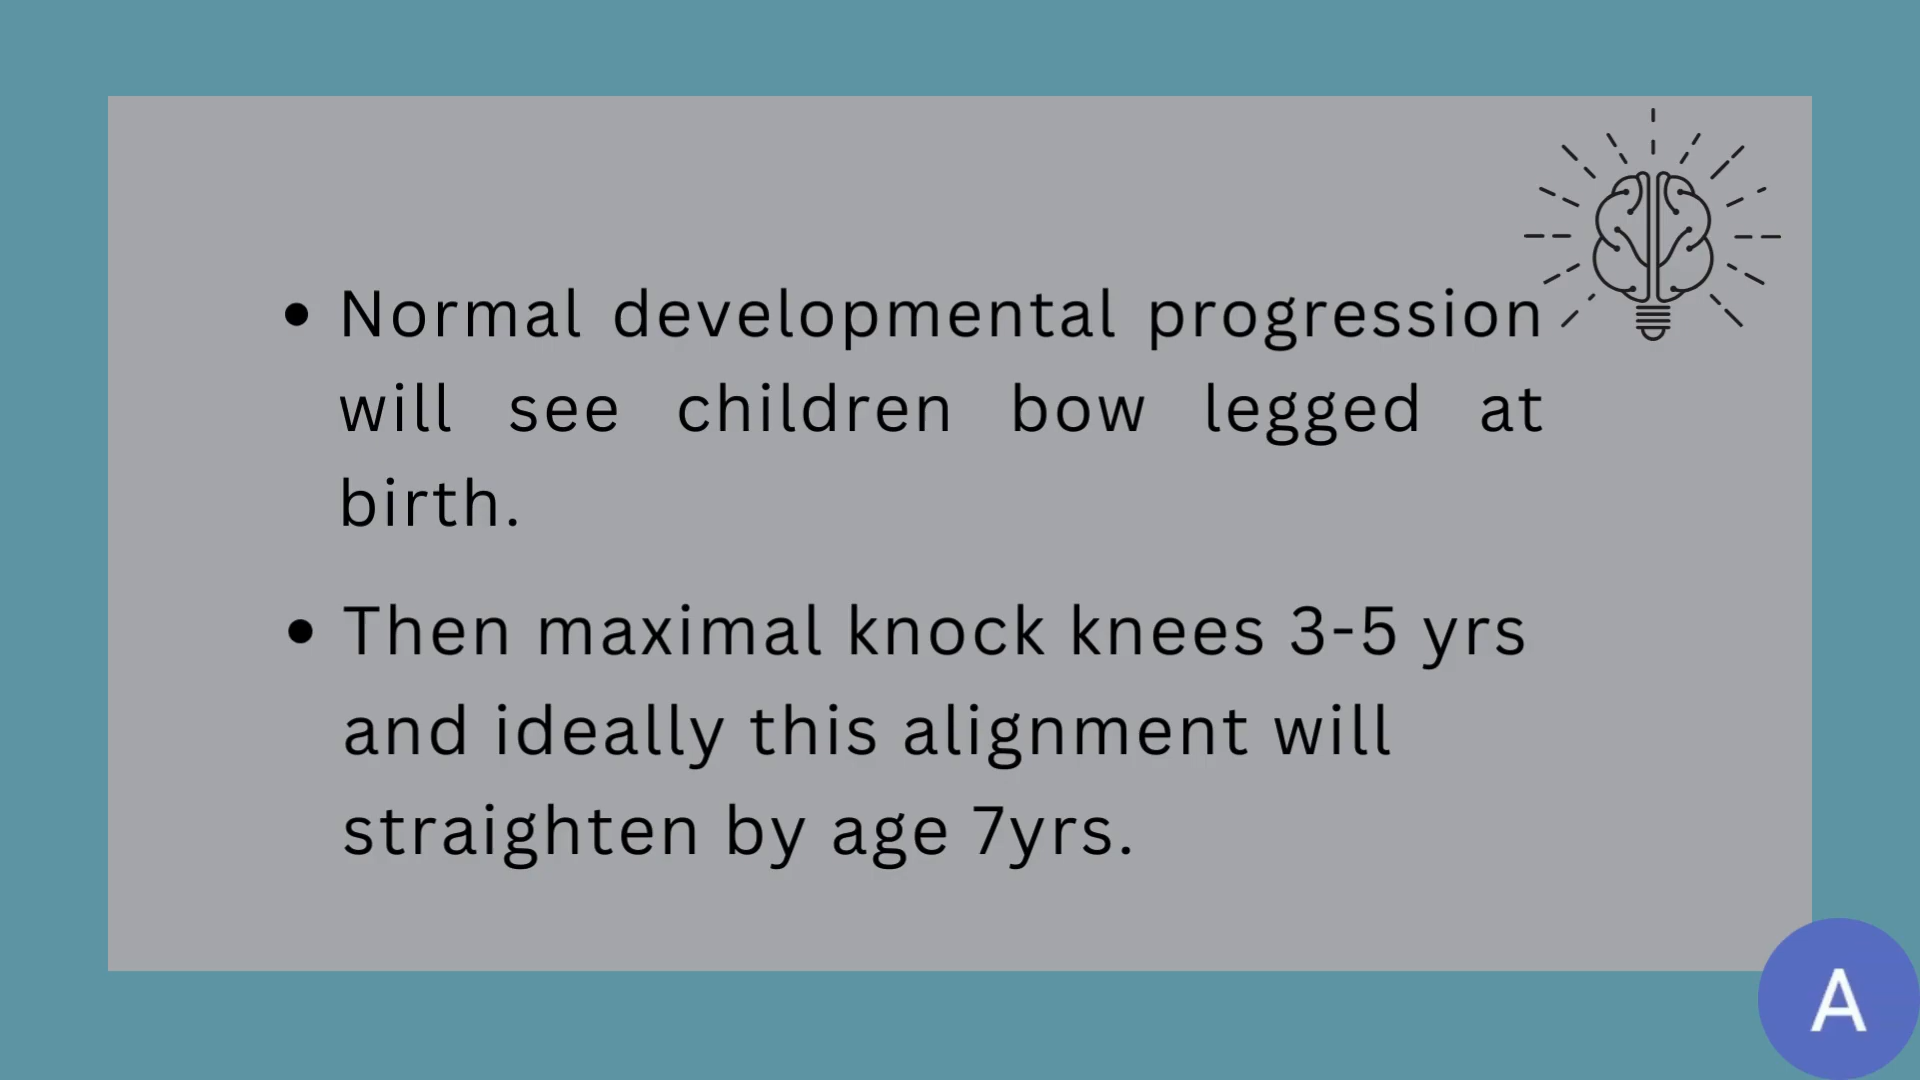 Normal developmental progression
will see children bow legged at
birth.
Then maximal knock knees 3-5 yrs
and ideally this alignment will
straighten by age 7yrs.
A